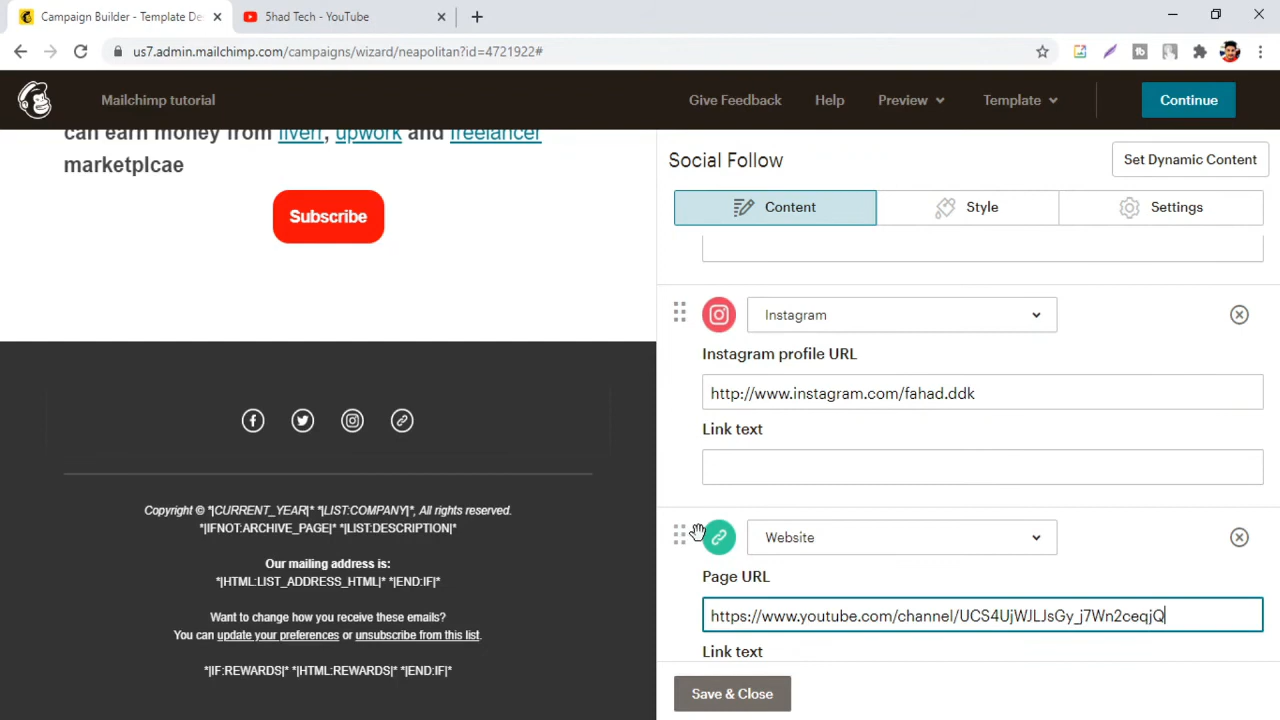 Campaign Builder - Template De
5had Tech - YouTube
us7.admin.mailchimp.com/campaigns/wizard/neapolitan?id=4721922#
Mailchimp tutorial
Give Feedback
Help
Preview
Template
Continue
can earn money from fiverr, upwork and freelancer
marketplcae
Subscribe
Copyright © *|CURRENT_YEAR|* *|LIST:COMPANY|*, All rights reserved.
*|IFNOT:ARCHIVE_PAGE|* *|LIST:DESCRIPTION|*
Our mailing address is:
*|HTML:LIST_ADDRESS_HTML|* *|END:IF|*
Want to change how you receive these emails?
You can update your preferences or unsubscribe from this list.
*|IF:REWARDS|* *|HTML:REWARDS|* *|END:IF|*
Social Follow
Set Dynamic Content
Content
Style
Settings
Instagram
Instagram profile URL
http://www.instagram.com/fahad.ddk
Link text
Website
Page URL
https://www.youtube.com/channel/UCS4UjWJLJsGy_j7Wn2ceqjQ
Link text
Save & Close